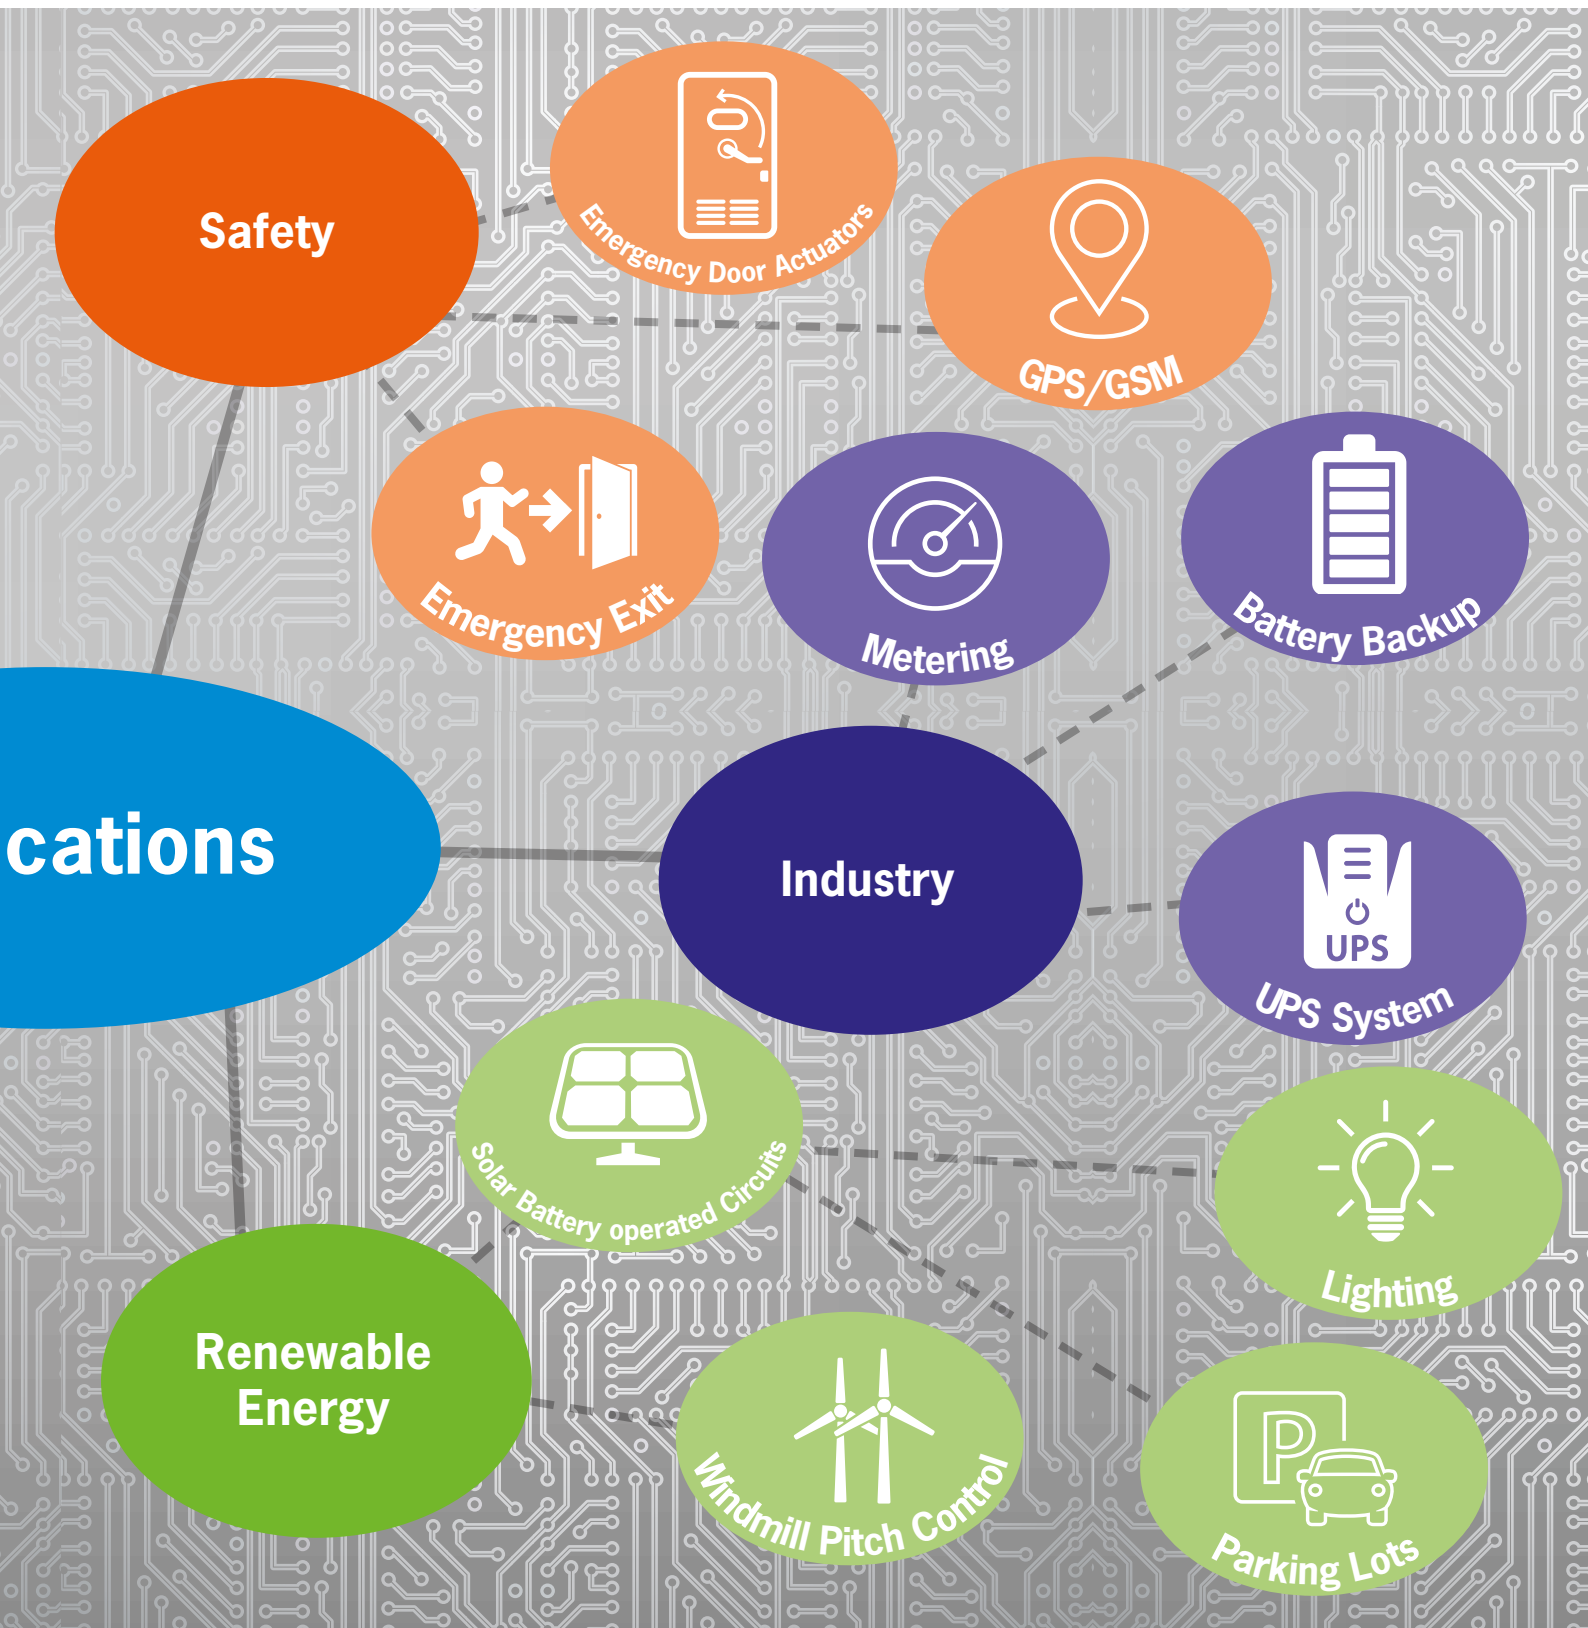 Safety
Emergency Door Actuators
GPS/GSM
Emergency Exit
Metering
Battery Backup
cations
Industry
UPS
UPS System
Solar Battery operated Circuits
Lighting
Renewable
Energy
Windmill Pitch Control
P
Parking Lots